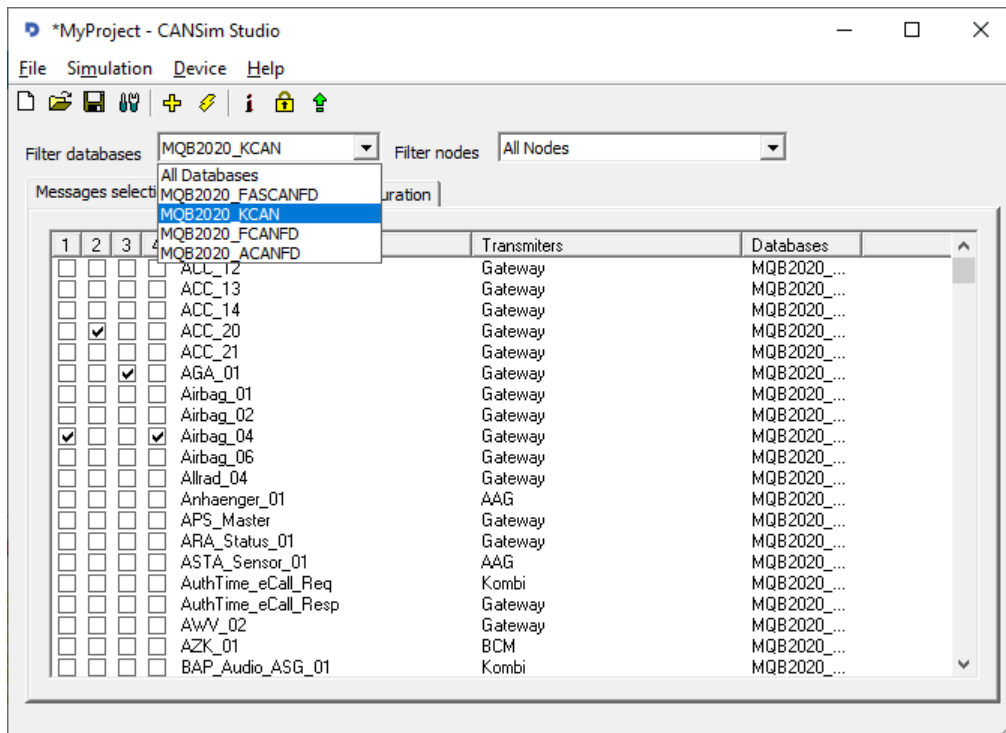 *MyProject - CANSim Studio
File Simulation Device Help
Filter databases MQB2020_KCAN Filter nodes All Nodes
All Databases
Messages selecti MQB2020_FASCANFD uration
MQB2020_KCAN
MQB2020_FCANFD
MQB2020_ACANFD
1 2 3 4 Transmiters Databases
ACC_12 Gateway MQB2020_...
ACC_13 Gateway MQB2020_...
ACC_14 Gateway MQB2020_...
ACC_20 Gateway MQB2020_...
ACC_21 Gateway MQB2020_...
AGA_01 Gateway MQB2020_...
Airbag_01 Gateway MQB2020_...
Airbag_02 Gateway MQB2020_...
Airbag_04 Gateway MQB2020_...
Airbag_06 Gateway MQB2020_...
Allrad_04 Gateway MQB2020_...
Anhaenger_01 AAG MQB2020_...
APS_Master Gateway MQB2020_...
ARA_Status_01 Gateway MQB2020_...
ASTA_Sensor_01 AAG MQB2020_...
AuthTime_eCall_Req Kombi MQB2020_...
AuthTime_eCall_Resp Gateway MQB2020_...
AWV_02 Gateway MQB2020_...
AZK_01 BCM MQB2020_...
BAP_Audio_ASG_01 Kombi MQB2020_...